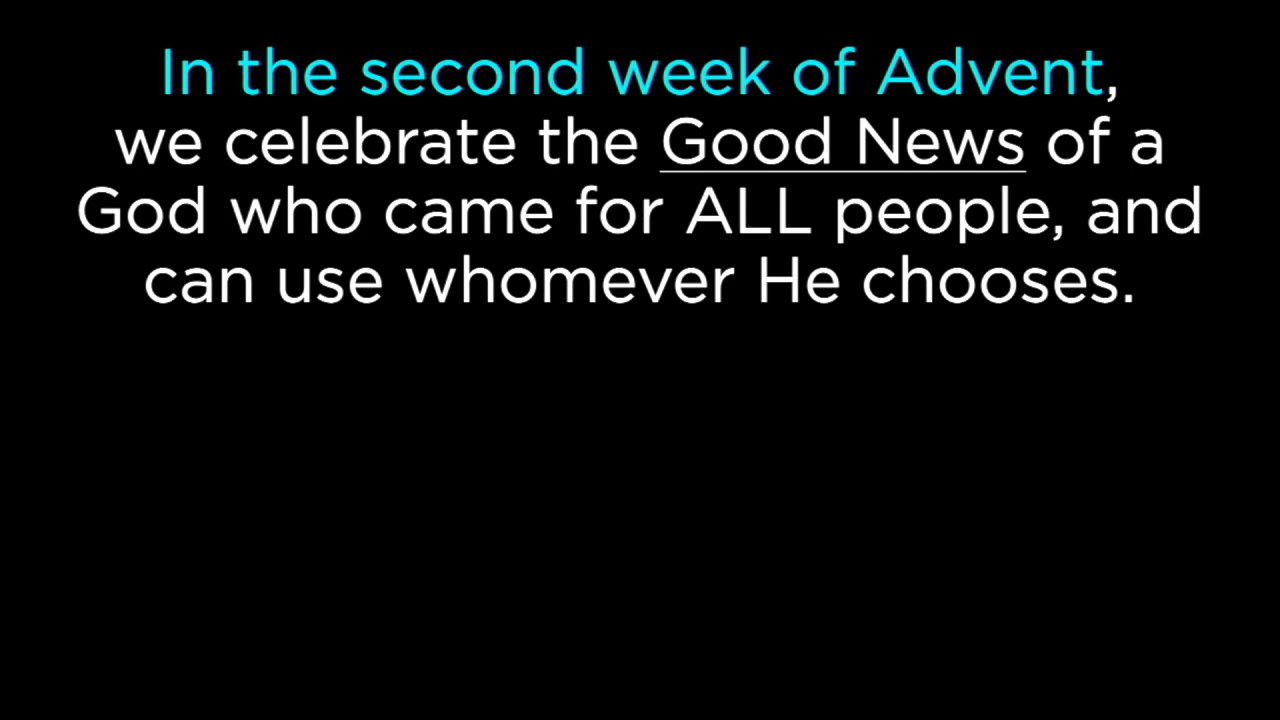 In the second week of Advent,
we celebrate the Good News of a
God who came for ALL people, and
can use whomever He chooses.